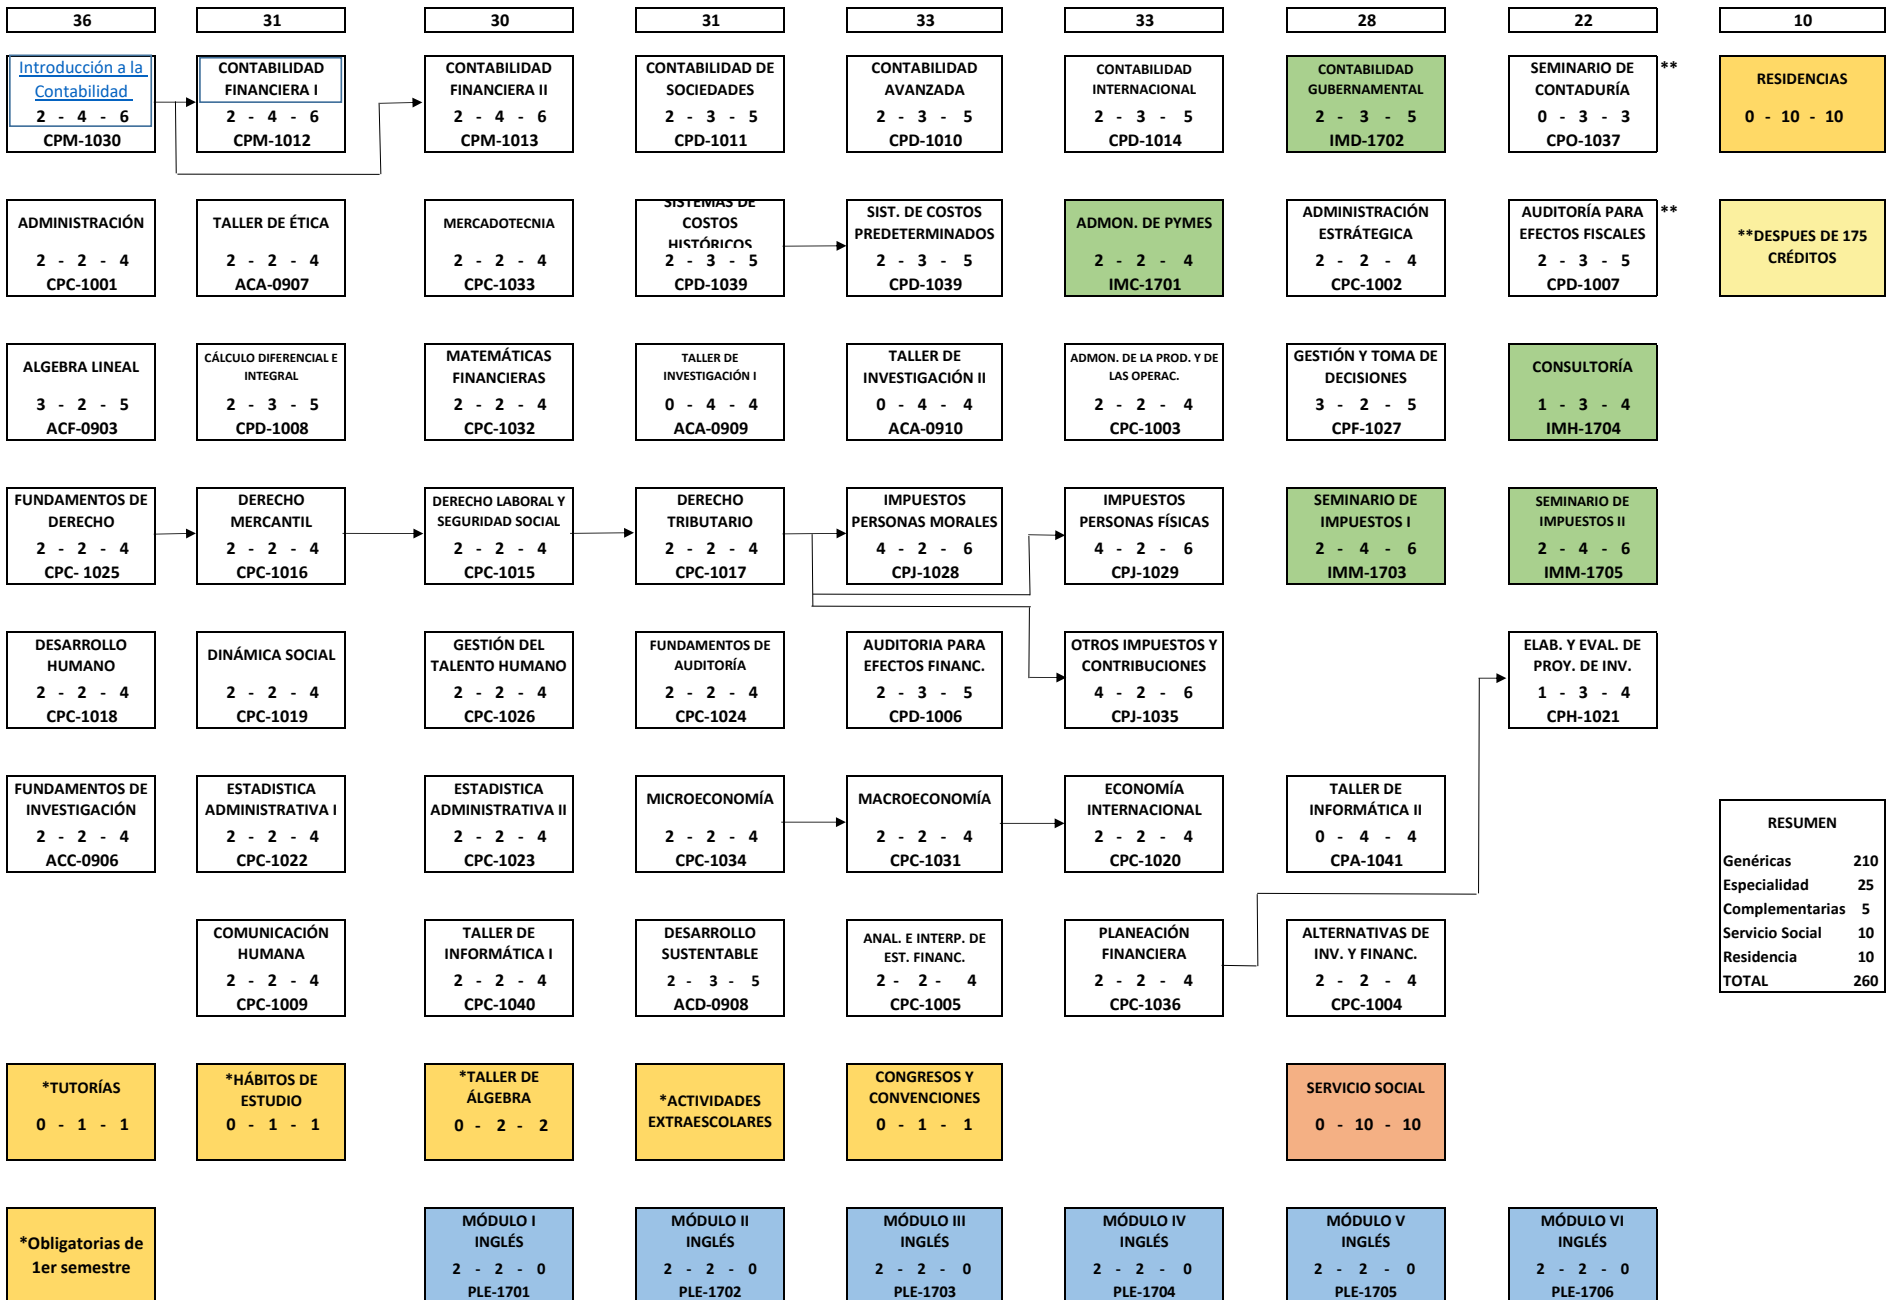 36 31 30 31 33 33 28 22 10
Introducción a la
Contabilidad
2 - 4 - 6
CPM-1030
CONTABILIDAD
FINANCIERA I
2 - 4 - 6
CPM-1012
CONTABILIDAD
FINANCIERA II
2 - 4 - 6
CPM-1013
CONTABILIDAD DE
SOCIEDADES
2 - 3 - 5
CPD-1011
CONTABILIDAD
AVANZADA
2 - 3 - 5
CPD-1010
CONTABILIDAD
INTERNACIONAL
2 - 3 - 5
CPD-1014
CONTABILIDAD
GUBERNAMENTAL
2 - 3 - 5
IMD-1702
SEMINARIO DE
CONTADURÍA
0 - 3 - 3
CPO-1037
**
RESIDENCIAS
0 - 10 - 10
ADMINISTRACIÓN
2 - 2 - 4
CPC-1001
TALLER DE ÉTICA
2 - 2 - 4
ACA-0907
MERCADOTECNIA
2 - 2 - 4
CPC-1033
SISTEMAS DE
COSTOS
HISTÓRICOS
2 - 3 - 5
CPD-1039
SIST. DE COSTOS
PREDETERMINADOS
2 - 3 - 5
CPD-1039
ADMON. DE PYMES
2 - 2 - 4
IMC-1701
ADMINISTRACIÓN
ESTRÁTEGICA
2 - 2 - 4
CPC-1002
AUDITORÍA PARA
EFECTOS FISCALES
2 - 3 - 5
CPD-1007
**
**DESPUES DE 175
CRÉDITOS
ALGEBRA LINEAL
3 - 2 - 5
ACF-0903
CÁLCULO DIFERENCIAL E
INTEGRAL
2 - 3 - 5
CPD-1008
MATEMÁTICAS
FINANCIERAS
2 - 2 - 4
CPC-1032
TALLER DE
INVESTIGACIÓN I
0 - 4 - 4
ACA-0909
TALLER DE
INVESTIGACIÓN II
0 - 4 - 4
ACA-0910
ADMON. DE LA PROD. Y DE
LAS OPERAC.
2 - 2 - 4
CPC-1003
GESTIÓN Y TOMA DE
DECISIONES
3 - 2 - 5
CPF-1027
CONSULTORÍA
1 - 3 - 4
IMH-1704
FUNDAMENTOS DE
DERECHO
2 - 2 - 4
CPC- 1025
DERECHO
MERCANTIL
2 - 2 - 4
CPC-1016
DERECHO LABORAL Y
SEGURIDAD SOCIAL
2 - 2 - 4
CPC-1015
DERECHO
TRIBUTARIO
2 - 2 - 4
CPC-1017
IMPUESTOS
PERSONAS MORALES
4 - 2 - 6
CPJ-1028
IMPUESTOS
PERSONAS FÍSICAS
4 - 2 - 6
CPJ-1029
SEMINARIO DE
IMPUESTOS I
2 - 4 - 6
IMM-1703
SEMINARIO DE
IMPUESTOS II
2 - 4 - 6
IMM-1705
DESARROLLO
HUMANO
2 - 2 - 4
CPC-1018
DINÁMICA SOCIAL
2 - 2 - 4
CPC-1019
GESTIÓN DEL
TALENTO HUMANO
2 - 2 - 4
CPC-1026
FUNDAMENTOS DE
AUDITORÍA
2 - 2 - 4
CPC-1024
AUDITORIA PARA
EFECTOS FINANC.
2 - 3 - 5
CPD-1006
OTROS IMPUESTOS Y
CONTRIBUCIONES
4 - 2 - 6
CPJ-1035
ELAB. Y EVAL. DE
PROY. DE INV.
1 - 3 - 4
CPH-1021
FUNDAMENTOS DE
INVESTIGACIÓN
2 - 2 - 4
ACC-0906
ESTADISTICA
ADMINISTRATIVA I
2 - 2 - 4
CPC-1022
ESTADISTICA
ADMINISTRATIVA II
2 - 2 - 4
CPC-1023
MICROECONOMÍA
2 - 2 - 4
CPC-1034
MACROECONOMÍA
2 - 2 - 4
CPC-1031
ECONOMÍA
INTERNACIONAL
2 - 2 - 4
CPC-1020
TALLER DE
INFORMÁTICA II
0 - 4 - 4
CPA-1041
RESUMEN
Genéricas 210
Especialidad 25
Complementarias 5
Servicio Social 10
Residencia 10
TOTAL 260
COMUNICACIÓN
HUMANA
2 - 2 - 4
CPC-1009
TALLER DE
INFORMÁTICA I
2 - 2 - 4
CPC-1040
DESARROLLO
SUSTENTABLE
2 - 3 - 5
ACD-0908
ANAL. E INTERP. DE
EST. FINANC.
2 - 2 - 4
CPC-1005
PLANEACIÓN
FINANCIERA
2 - 2 - 4
CPC-1036
ALTERNATIVAS DE
INV. Y FINANC.
2 - 2 - 4
CPC-1004
*TUTORÍAS
0 - 1 - 1
*HÁBITOS DE
ESTUDIO
0 - 1 - 1
*TALLER DE
ÁLGEBRA
0 - 2 - 2
*ACTIVIDADES
EXTRAESCOLARES
CONGRESOS Y
CONVENCIONES
0 - 1 - 1
SERVICIO SOCIAL
0 - 10 - 10
*Obligatorias de
1er semestre
MÓDULO I
INGLÉS
2 - 2 - 0
PLE-1701
MÓDULO II
INGLÉS
2 - 2 - 0
PLE-1702
MÓDULO III
INGLÉS
2 - 2 - 0
PLE-1703
MÓDULO IV
INGLÉS
2 - 2 - 0
PLE-1704
MÓDULO V
INGLÉS
2 - 2 - 0
PLE-1705
MÓDULO VI
INGLÉS
2 - 2 - 0
PLE-1706